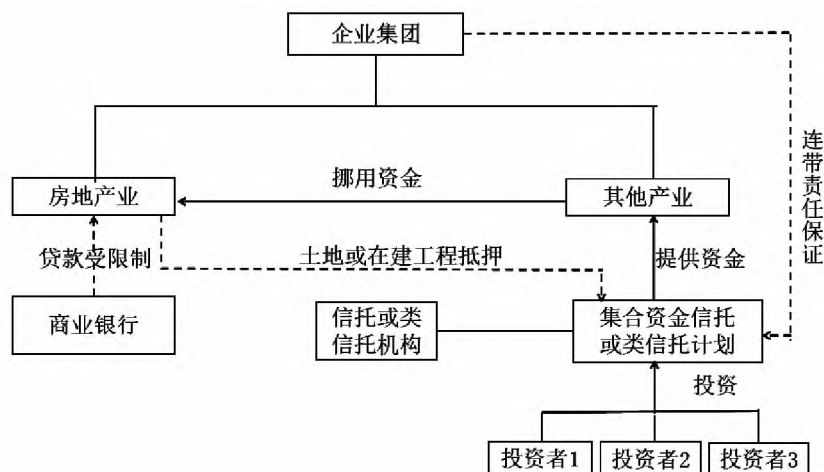 企业集团
连带责任保证
房地产业
挪用资金
其他产业
贷款受限制
土地或在建工程抵押
提供资金
商业银行
信托或类
信托机构
集合资金信托
或类信托计划
投资
投资者1
投资者2
投资者3